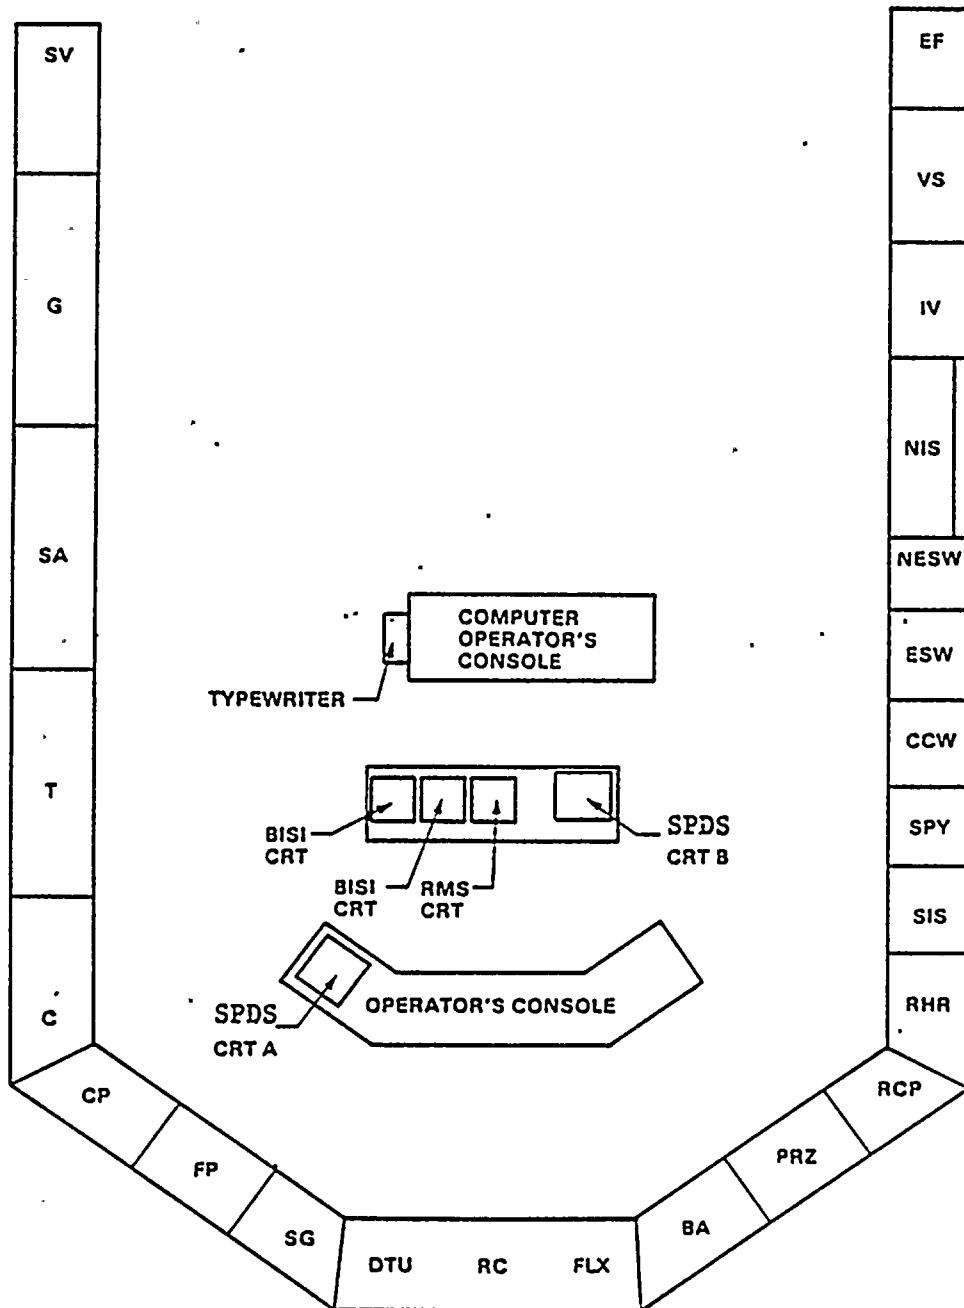 SV
EF
VS
G
IV
NIS
SA
NESW
COMPUTER
OPERATOR'S
CONSOLE
ESW
TYPEWRITER
CCW
T
BISI
CRT
BISI
CRT
RMS
CRT
SPDS
CRT B
SPY
SIS
C
SPDS
CRT A
OPERATOR'S CONSOLE
RHR
CP
RCP
FP
PRZ
SG
BA
DTU
RC
FLX